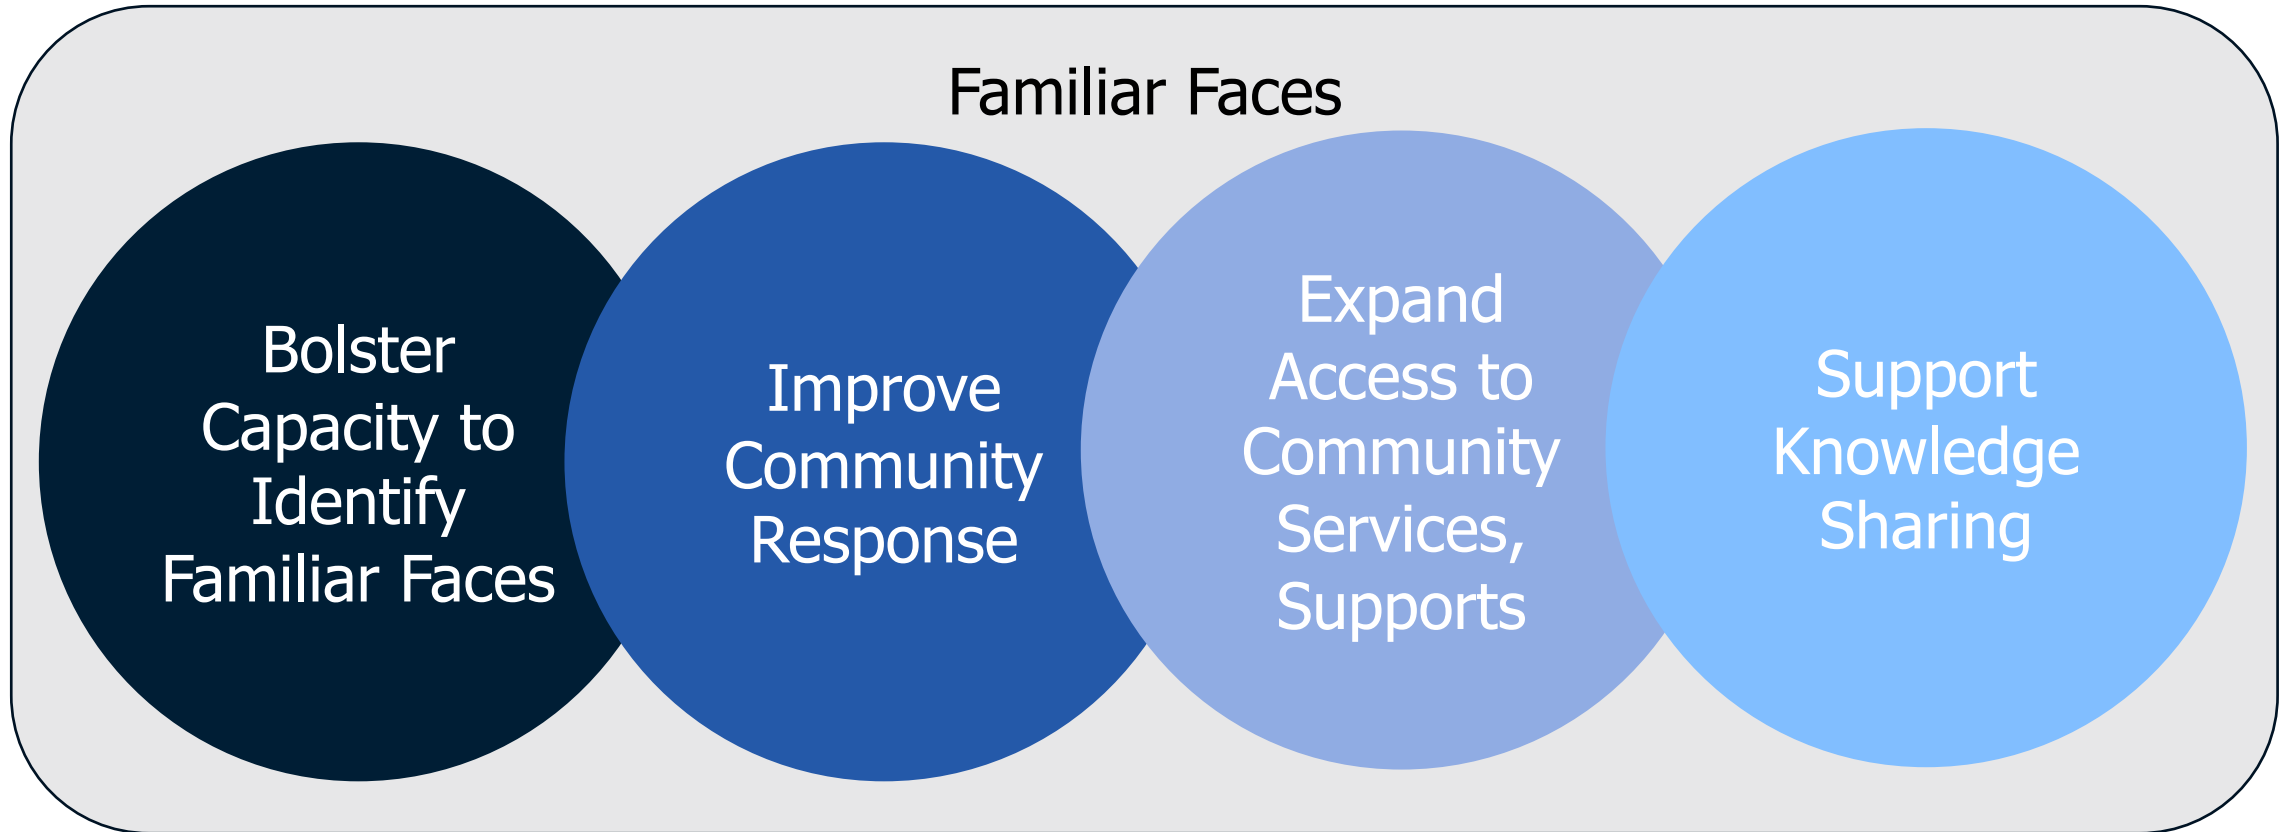 Familiar Faces
Bolster
Capacity to
Identify
Familiar Faces
Improve
Community
Response
Expand
Access to
Community
Services,
Supports
Support
Knowledge
Sharing